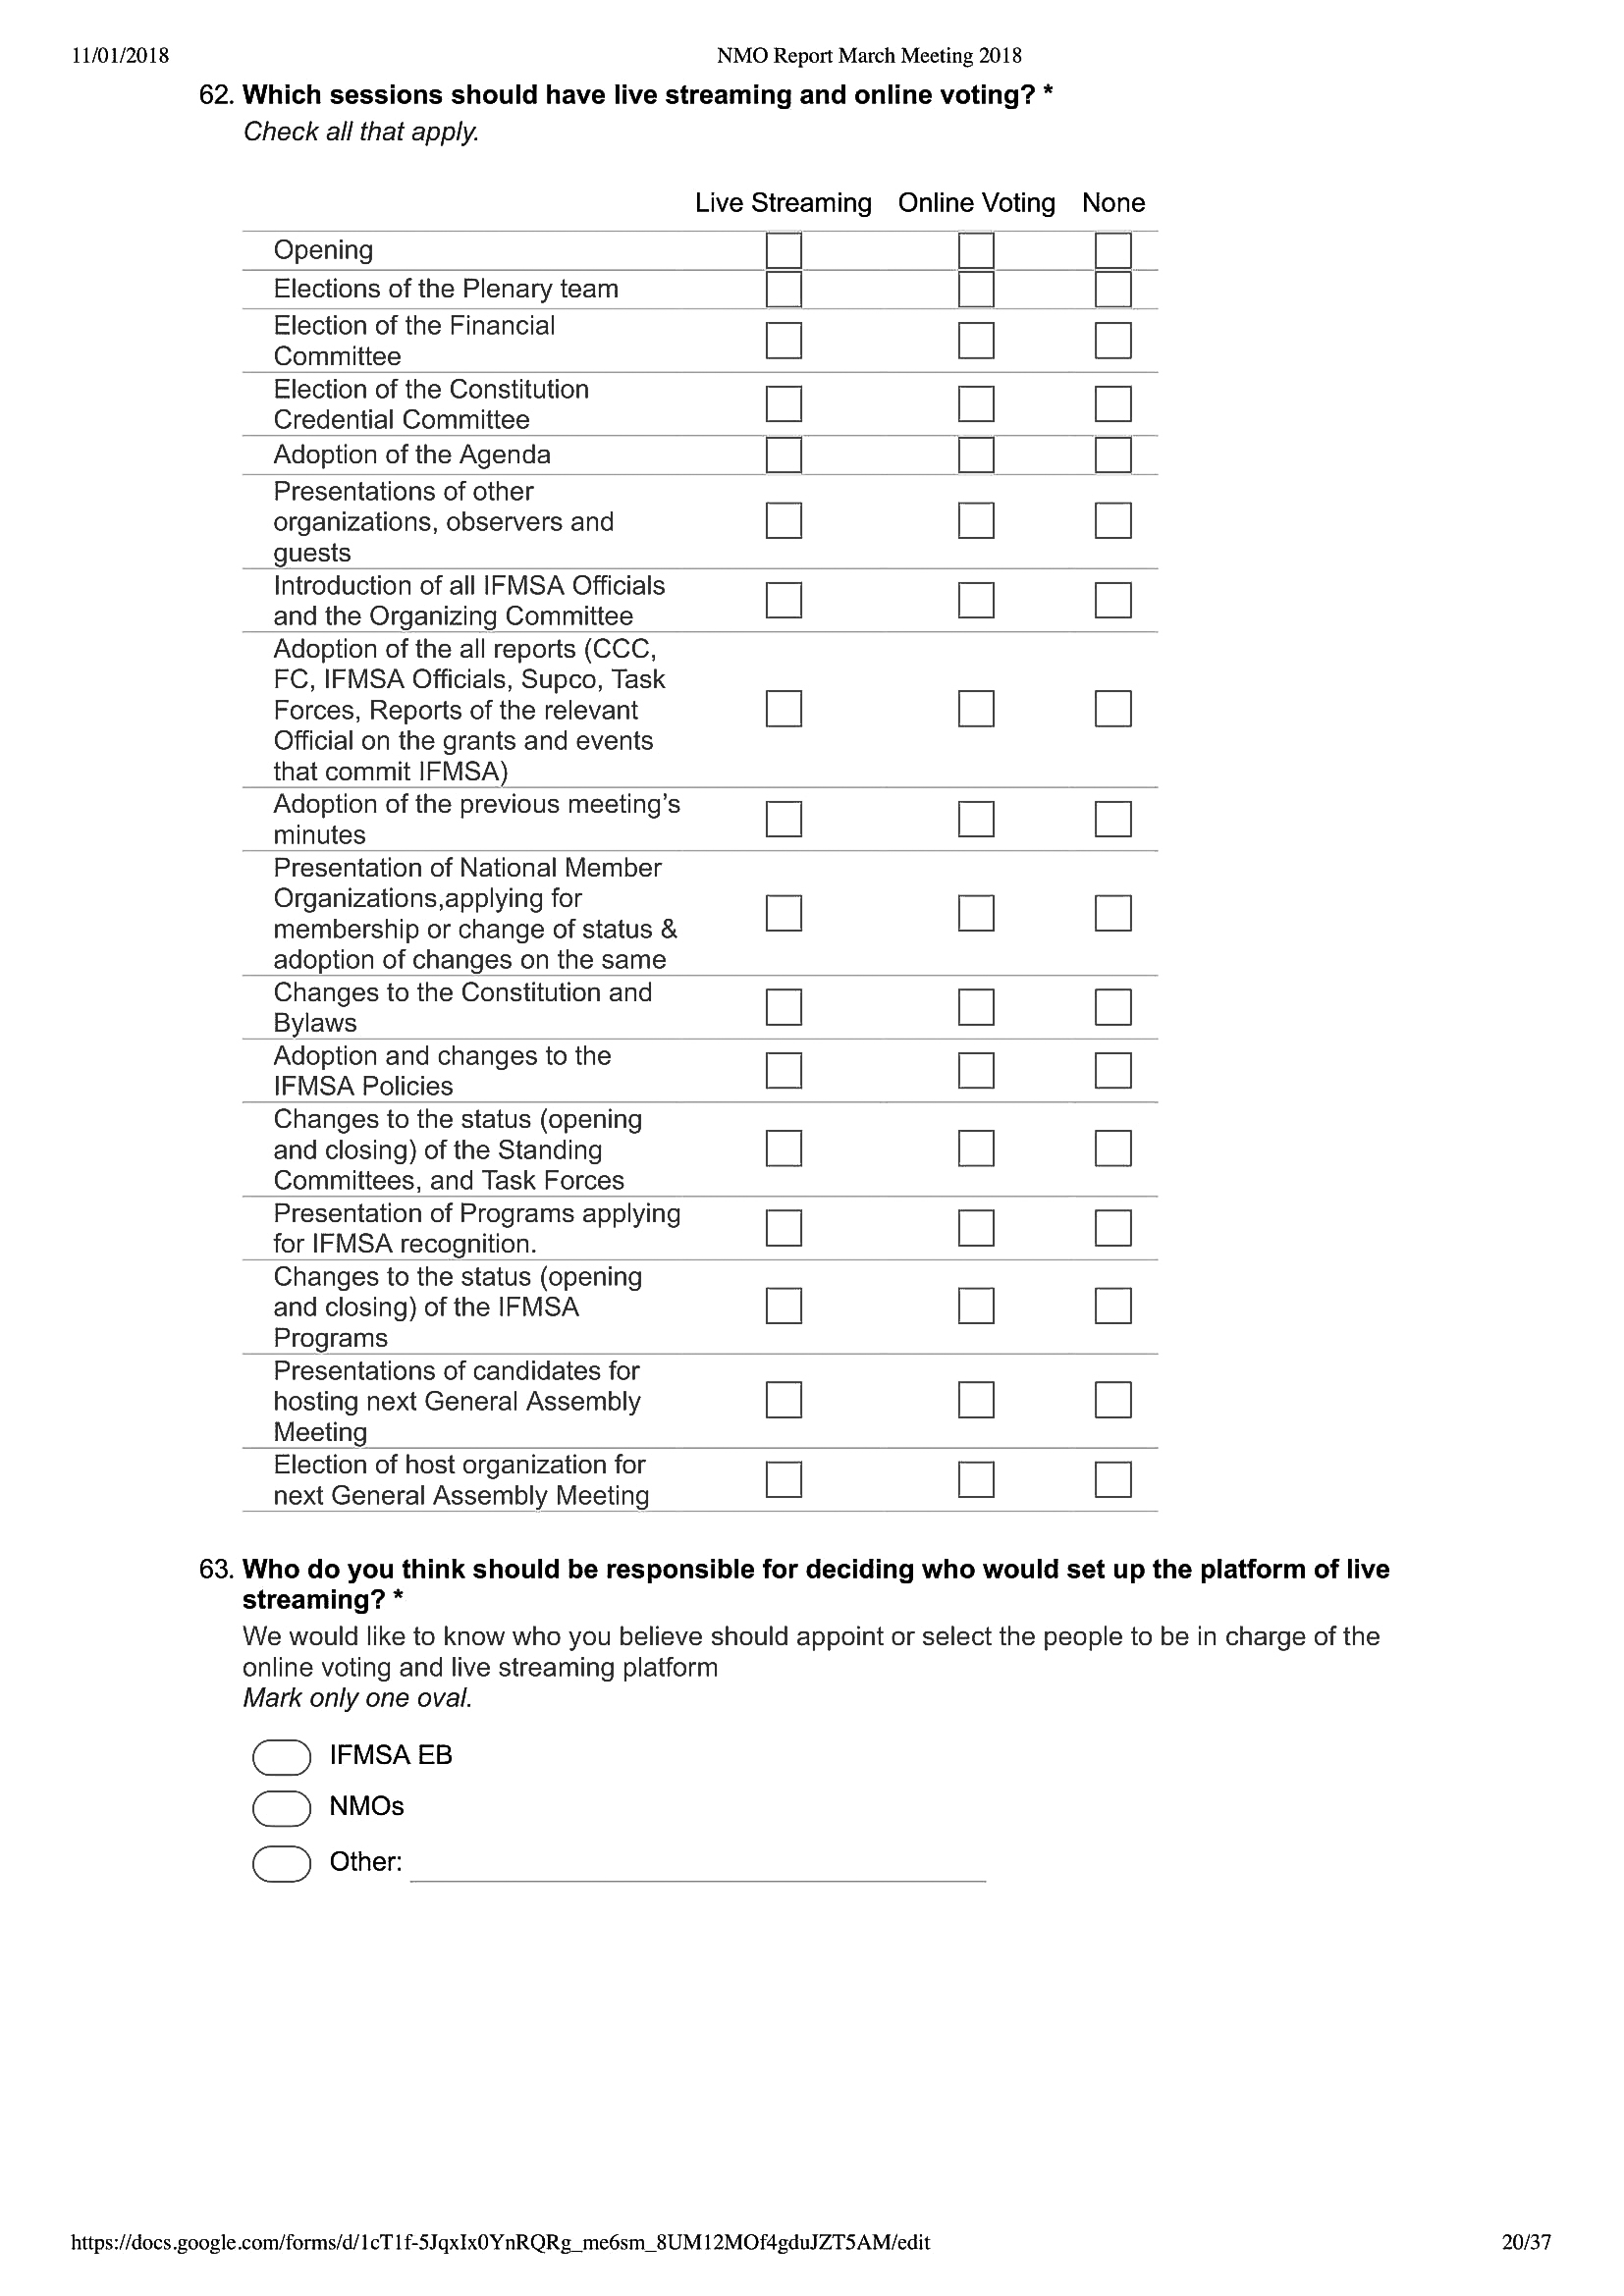 11/01/2018 NMO Report March Meeting 2018
62. Which sessions should have live streaming and online voting? *
Check all that apply.
Live Streaming Online Voting None
Opening
Elections of the Plenary team
Election of the Financial
Committee
Election of the Constitution
Credential Committee
Adoption of the Agenda
Presentations of other
organizations, observers and
guests
Introduction of all IFMSA Officials
and the Organizing Committee
Adoption of the all reports (CCC,
FC, IFMSA Officials, Supco, Task
Forces, Reports of the relevant
Official on the grants and events
that commit IFMSA)
Adoption of the previous meeting’s
minutes
Presentation of National Member
Organizations,applying for
membership or change of status &
adoption of changes on the same
Changes to the Constitution and
Bylaws
Adoption and changes to the
IFMSA Policies
Changes to the status (opening
and closing) of the Standing
Committees, and Task Forces
Presentation of Programs applying
for IFMSA recognition.
Changes to the status (opening
and closing) of the IFMSA
Programs
Presentations of candidates for
hosting next General Assembly
Meeting
Election of host organization for
next General Assembly Meeting
63. Who do you think should be responsible for deciding who would set up the platform of live
streaming? *
We would like to know who you believe should appoint or select the people to be in charge of the
online voting and live streaming platform
Mark only one oval.
IFMSA EB
NMOs
Other:
https://docs.google.com/forms/d/1cT1f-5JqxIx0YnRQRg_me6sm_8UM12MOf4gduJZT5AM/edit 20/37